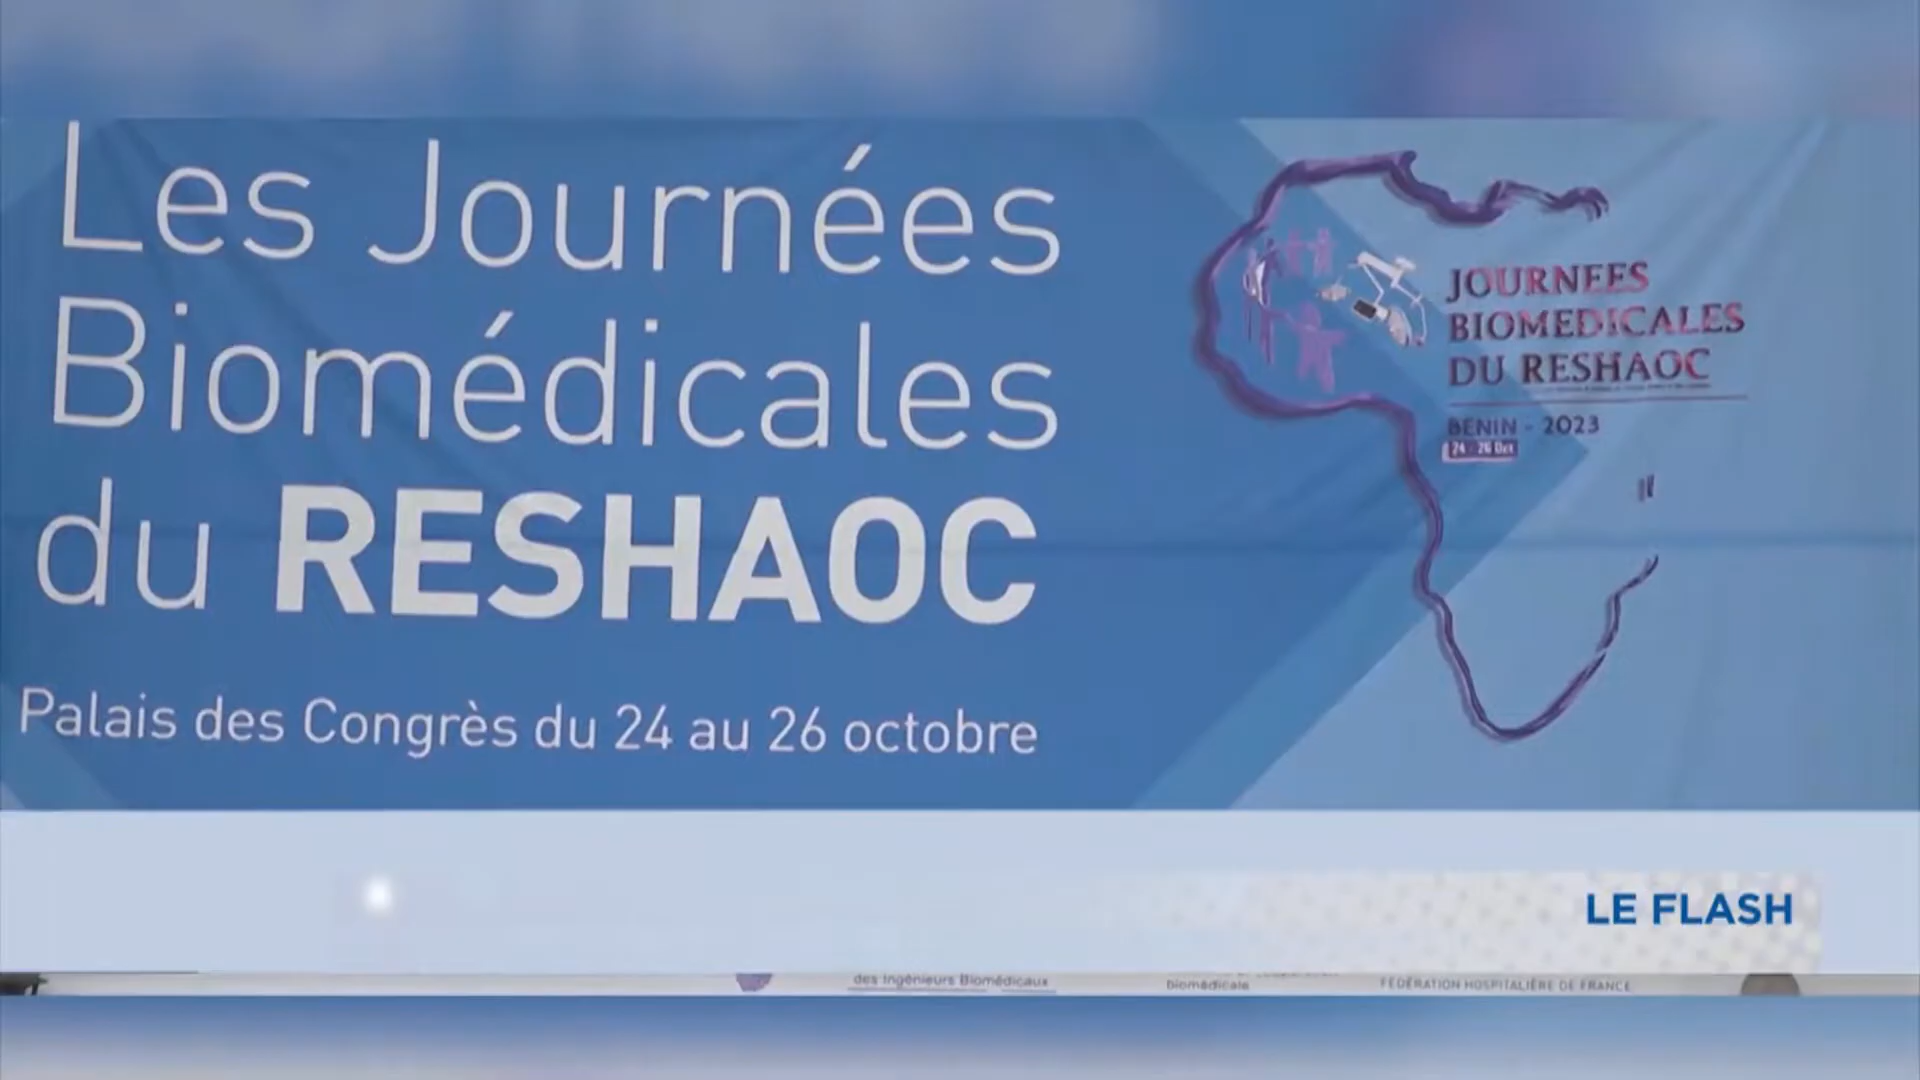 Les Journées
Biomédicales
du RESHAOC
Palais des Congrès du 24 au 26 octobre
JOURNEES
BIOMEDICALES
DU RESHAOC
BENIN - 2023
24 - 26 Oct
LE FLASH
des Ingénieurs Biomédicaux
biomédicale
FÉDÉRATION HOSPITALIÈRE DE FRANCE